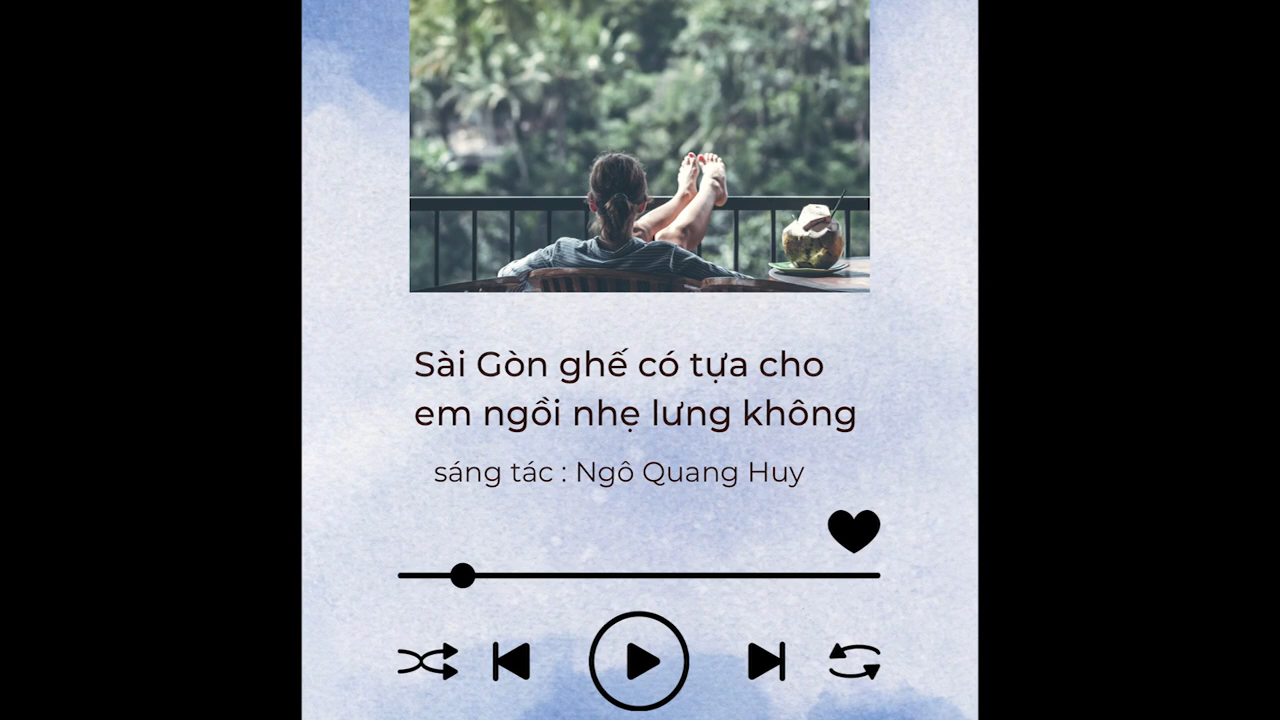 Sài Gòn ghế có tựa cho
em ngồi nhẹ lưng không
sáng tác : Ngô Quang Huy